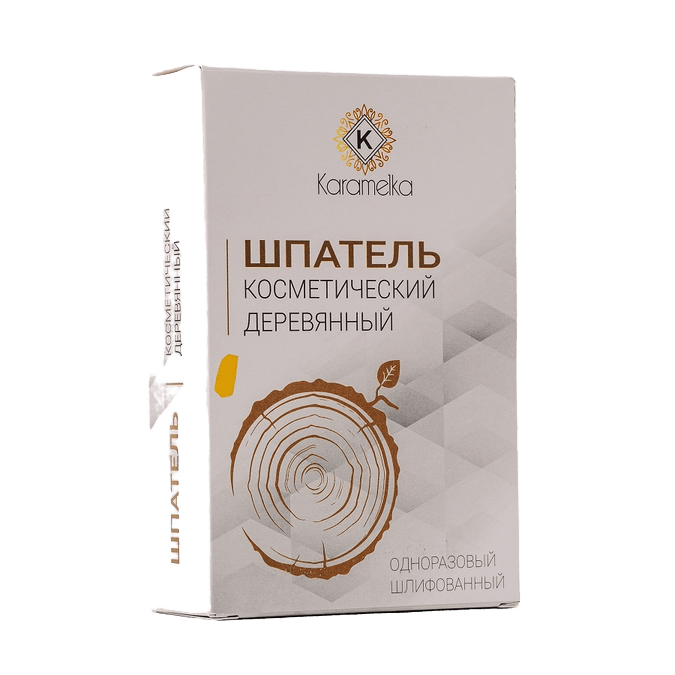 K
Karamelka
ШПАТЕЛЬ
КОСМЕТИЧЕСКИЙ
ДЕРЕВЯННЫЙ
ОДНОРАЗОВЫЙ
ШЛИФОВАННЫЙ
ШПАТЕЛЬ
КОСМЕТИЧЕСКИЙ
ДЕРЕВЯННЫЙ